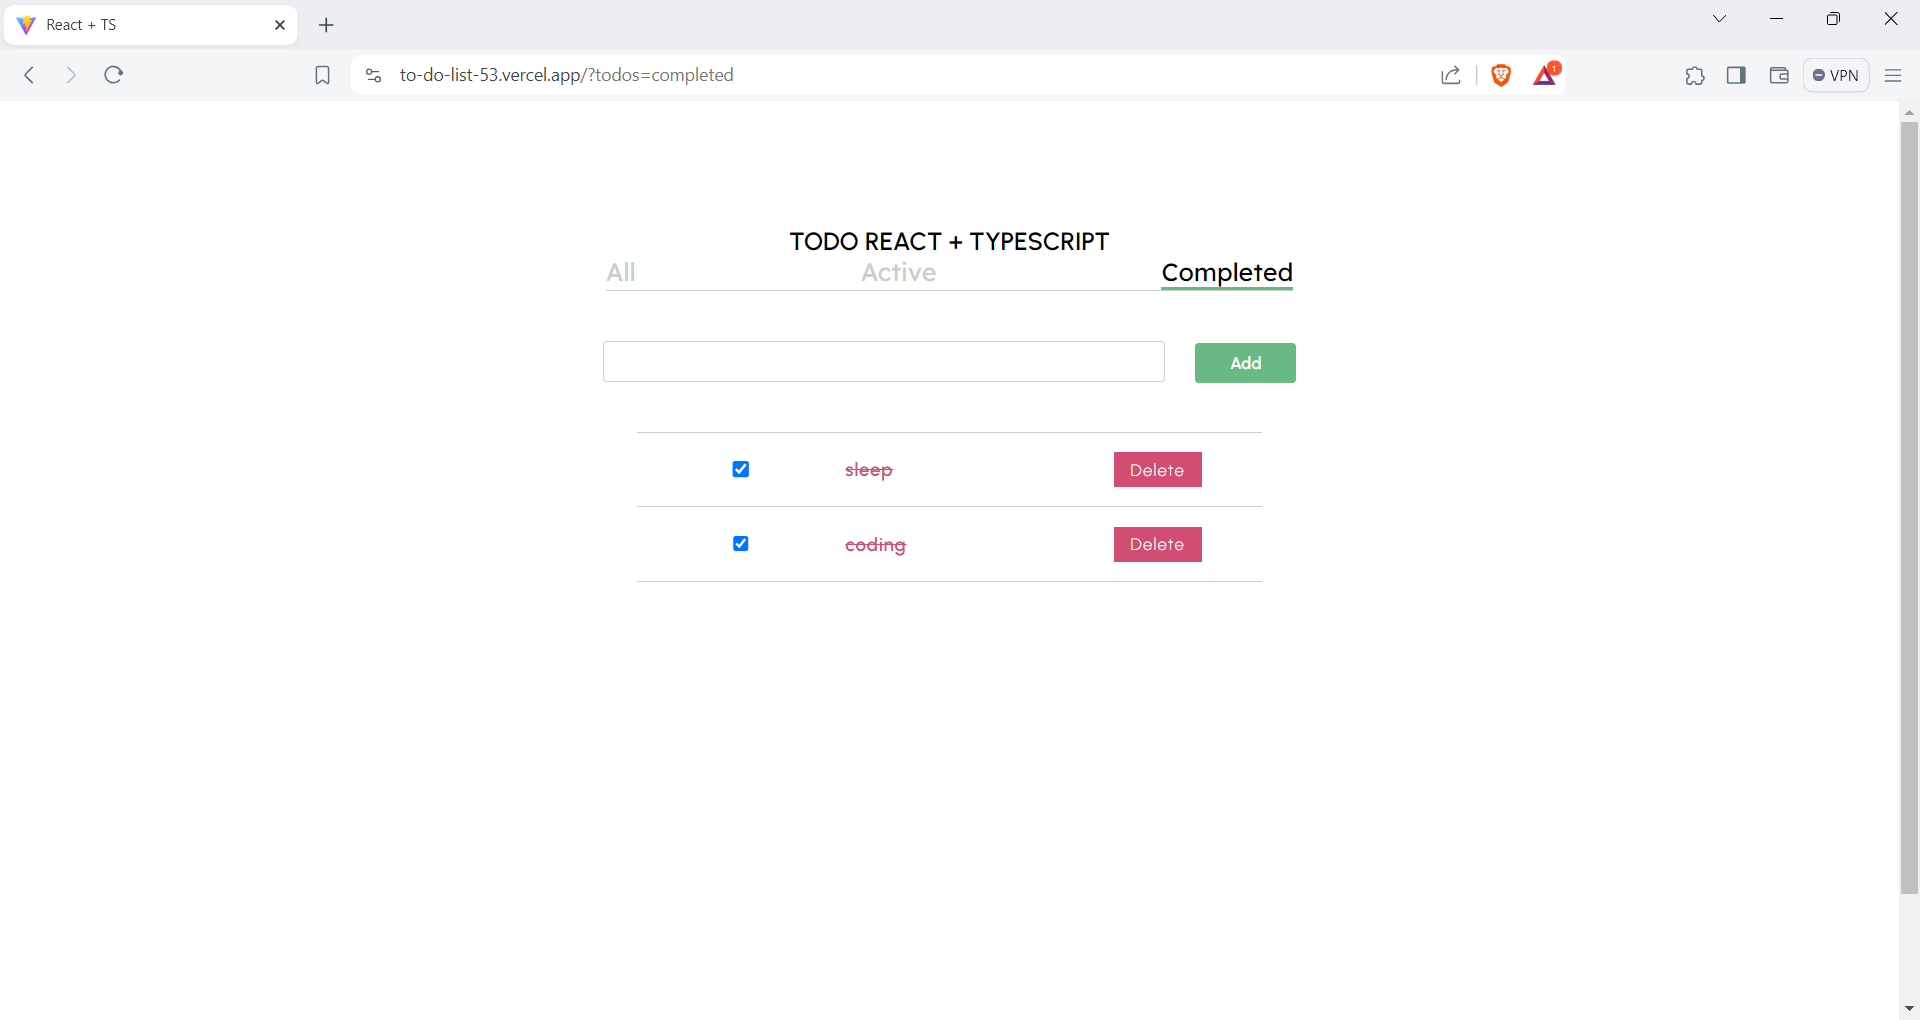 React + TS
to-do-list-53.vercel.app/?todos=completed
1
VPN
TODO REACT + TYPESCRIPT
All Active Completed
Add
sleep Delete
coding Delete